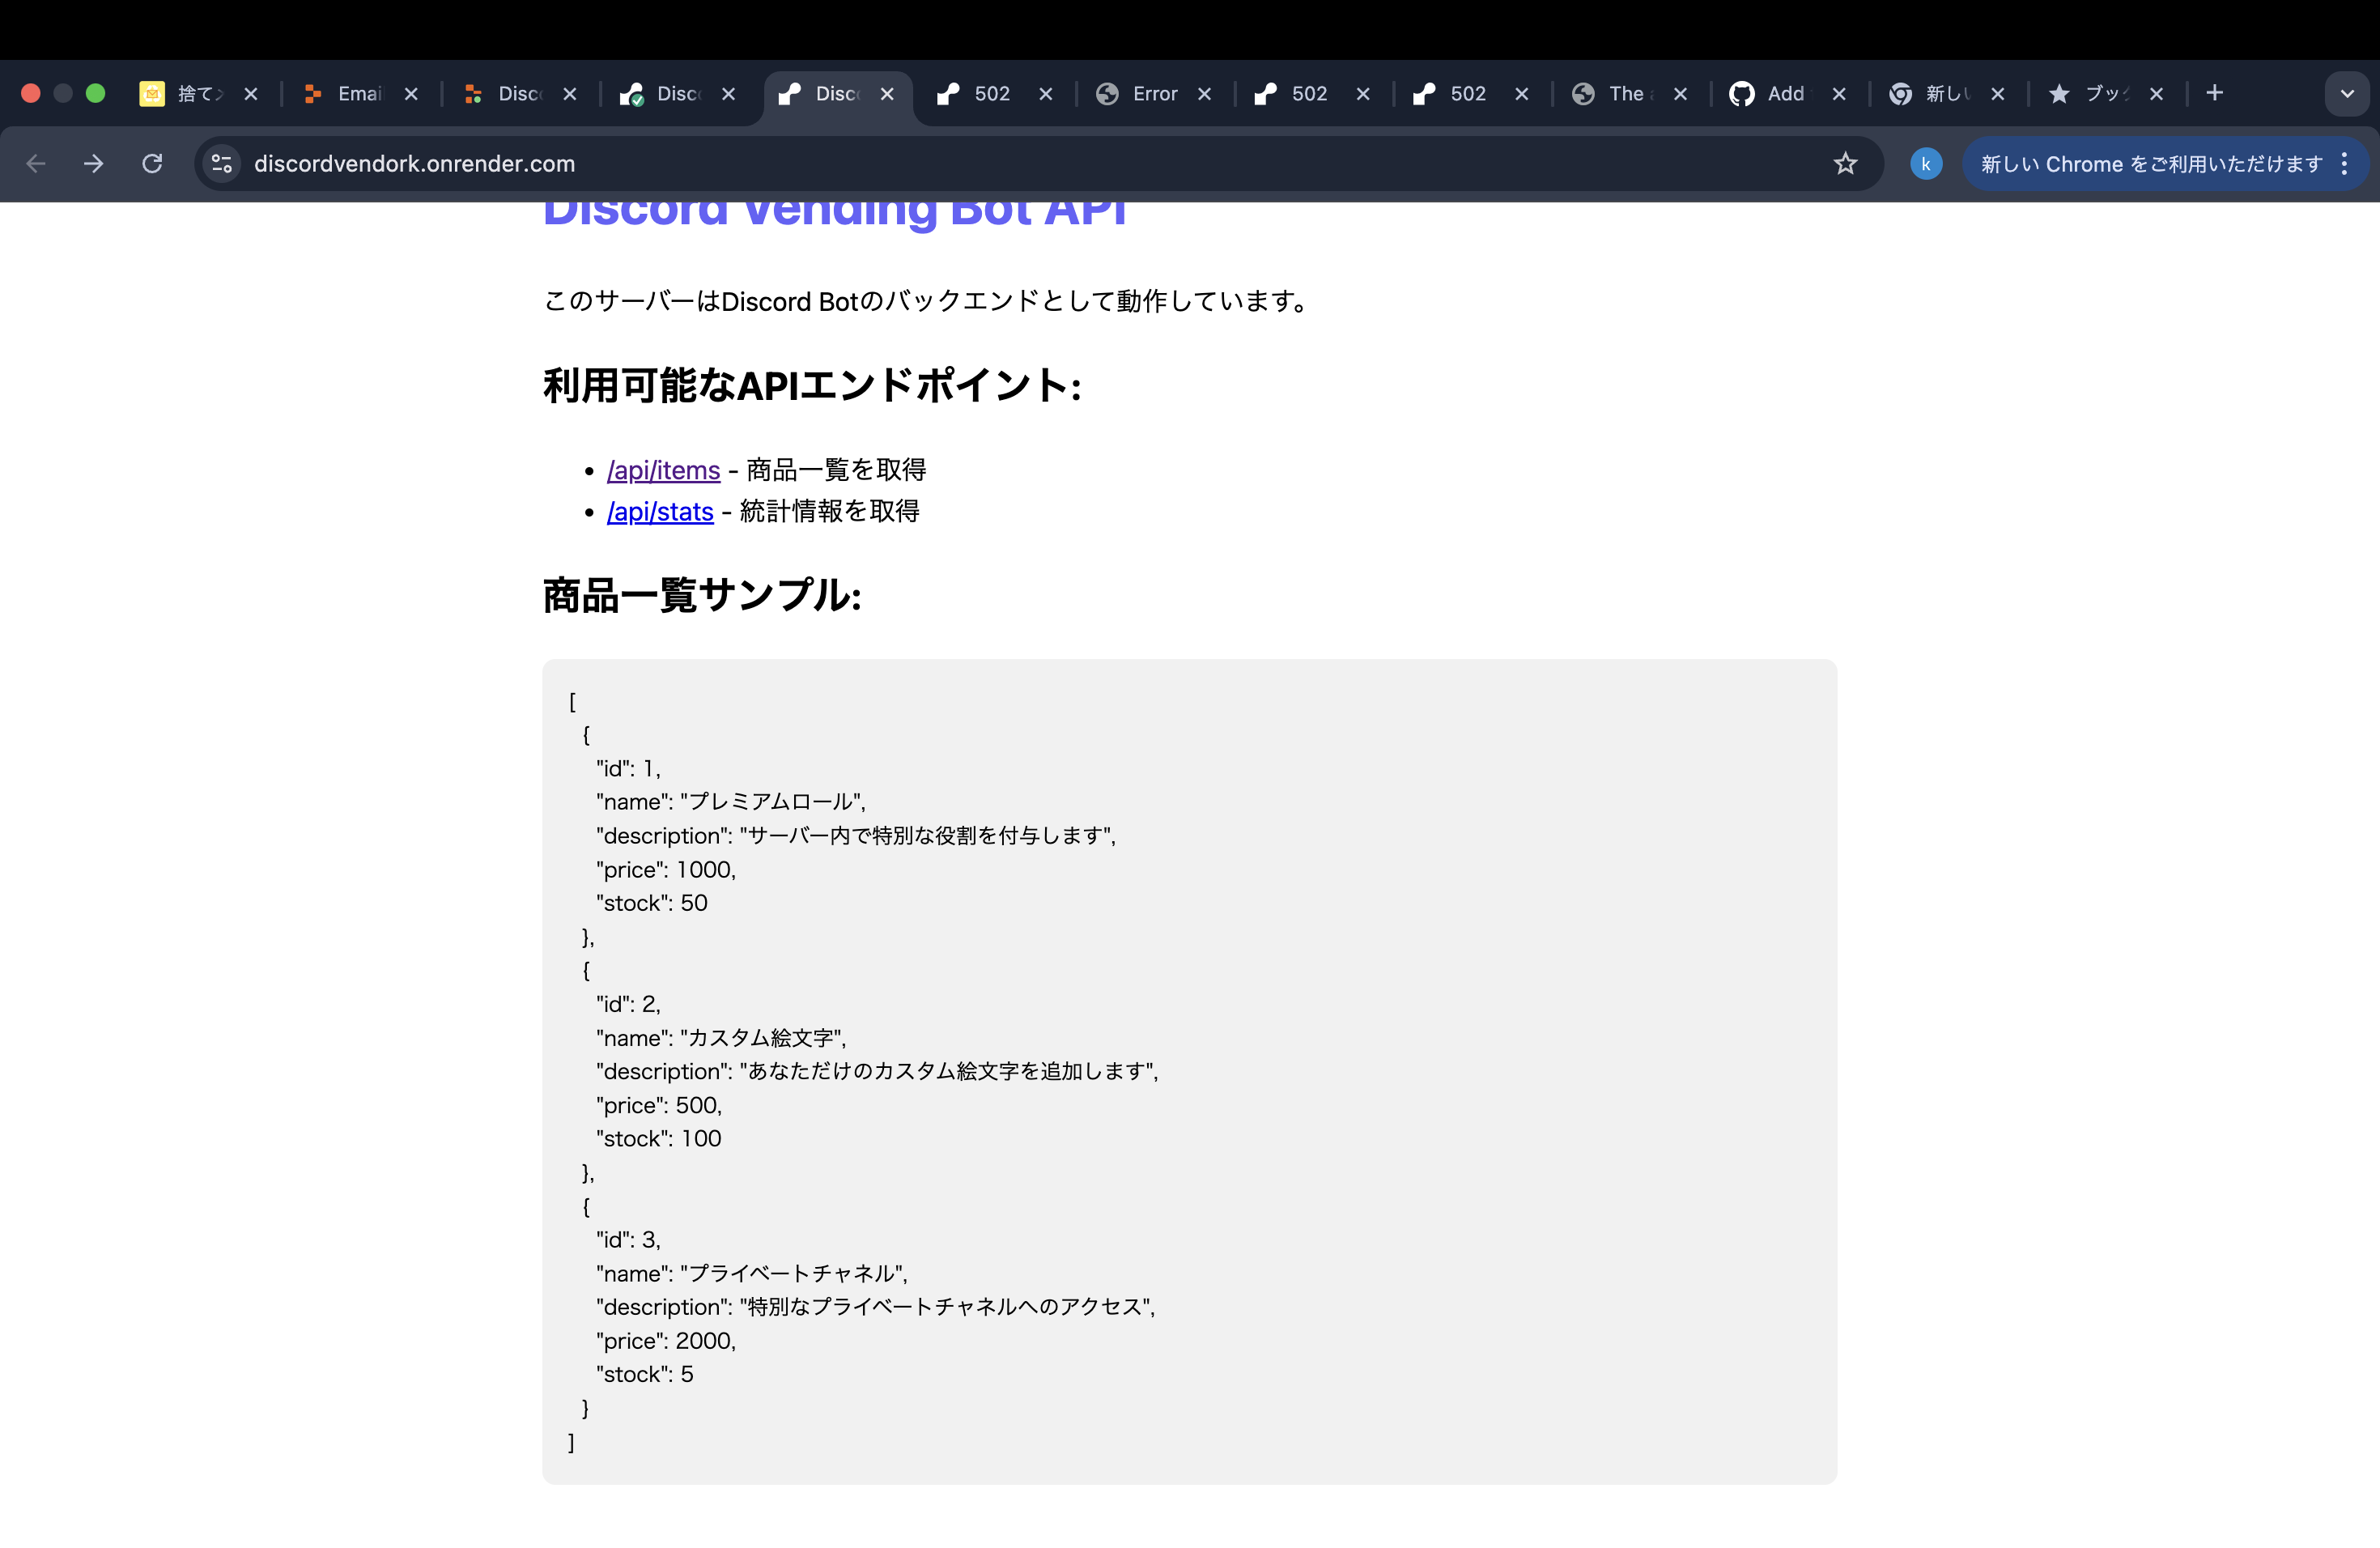 捨て
Email
Disc
Disc
Disc
502
Error
502
502
The
Add
新し
ブッ
discordvendork.onrender.com
k
新しい Chrome をご利用いただけます
Discord Vending Bot API
このサーバーはDiscord Botのバックエンドとして動作しています。
利用可能なAPIエンドポイント:
• /api/items - 商品一覧を取得
• /api/stats - 統計情報を取得
商品一覧サンプル:
[
{
"id": 1,
"name": "プレミアムロール",
"description": "サーバー内で特別な役割を付与します",
"price": 1000,
"stock": 50
},
{
"id": 2,
"name": "カスタム絵文字",
"description": "あなただけのカスタム絵文字を追加します",
"price": 500,
"stock": 100
},
{
"id": 3,
"name": "プライベートチャネル",
"description": "特別なプライベートチャネルへのアクセス",
"price": 2000,
"stock": 5
}
]